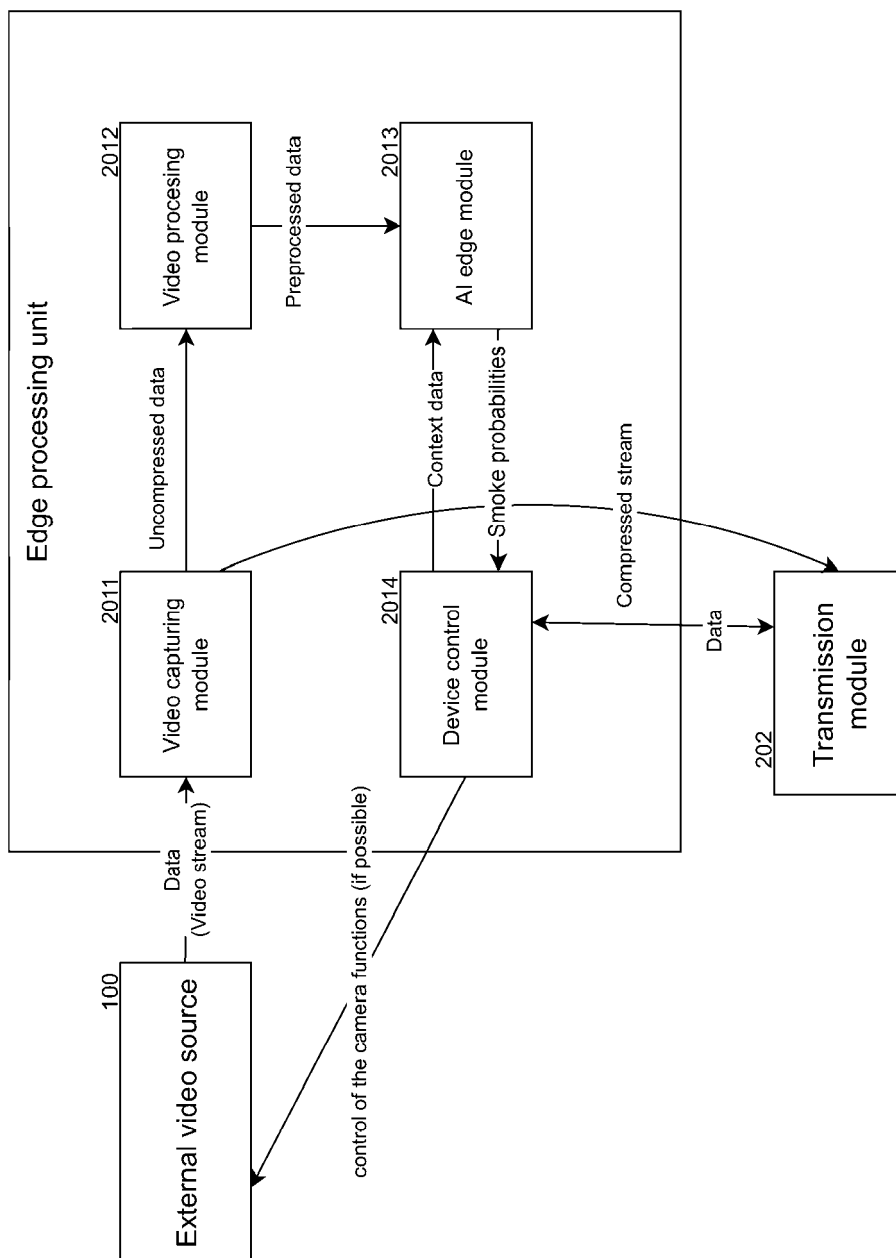 Edge processing unit
100
External video source
Data
(Video stream)
2011
Video capturing
module
Uncompressed data
2012
Video procesing
module
Preprocessed data
2013
AI edge module
Context data
Smoke probabilities
2014
Device control
module
control of the camera functions (if possible)
Compressed stream
Data
202
Transmission
module